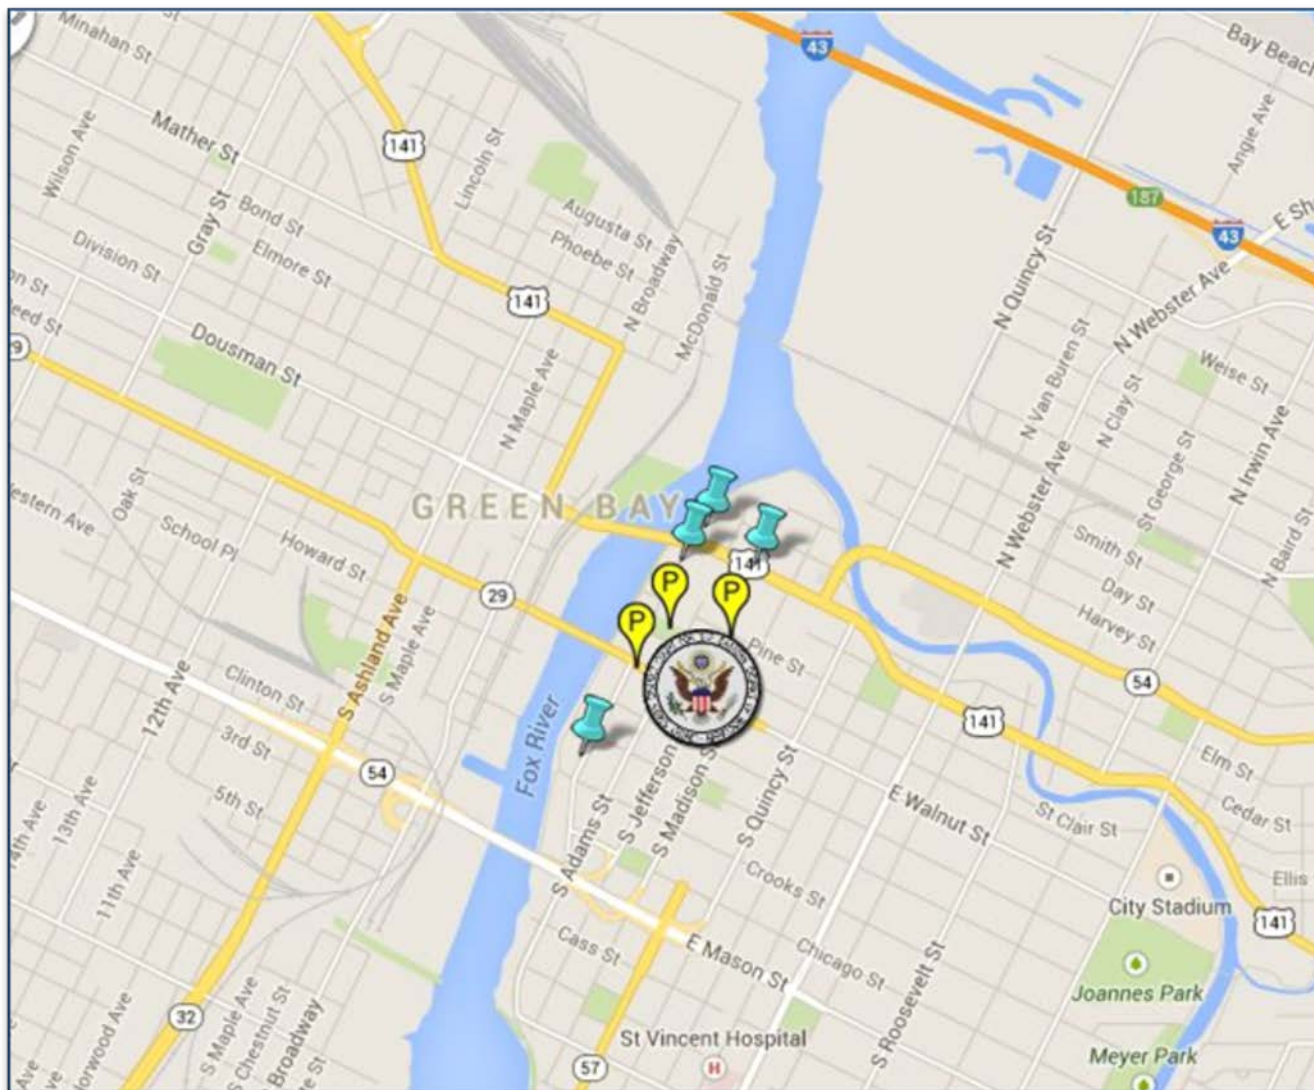 Minahan St
43
Bay Beach
Wilson Ave
Mather St
141
Lincoln St
Angie Ave
187
43
Gray St
Bond St
Augusta St
Phoebe St
N Broadway
McDonald St
N Quincy St
N Webster Ave
Division St
Elmore St
141
Dousman St
N Maple Ave
N Van Buren St
Weise St
N Clay St
N Irwin Ave
GREEN BAY
Oak St
School Pl
Howard St
St George St
N Webster Ave
Smith St
N Baird St
141
29
P
P
P
Day St
Harvey St
S Ashland Ave
S Maple Ave
Pine St
12th Ave
Clinton St
3rd St
54
54
141
Fox River
5th St
13th Ave
11th Ave
S Adams St
S Jefferson
S Madison St
S Quincy St
E Walnut St
St Clair St
Elm St
Cedar St
Crooks St
Ellis
City Stadium
141
Cass St
E Mason St
Chicago St
S Roosevelt St
Joannes Park
32
S Maple Ave
S Chestnut St
Broadway
St Vincent Hospital
H
57
Meyer Park